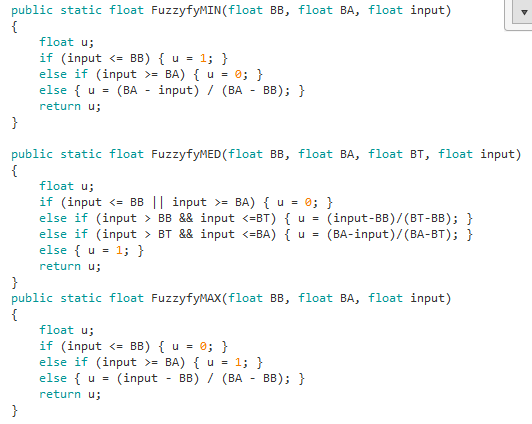 public static float FuzzyfyMIN(float BB, float BA, float input)
{
    float u;
    if (input <= BB) { u = 1; }
    else if (input >= BA) { u = 0; }
    else { u = (BA - input) / (BA - BB); }
    return u;
}

public static float FuzzyfyMED(float BB, float BA, float BT, float input)
{
    float u;
    if (input <= BB || input >= BA) { u = 0; }
    else if (input > BB && input <=BT) { u = (input-BB)/(BT-BB); }
    else if (input > BT && input <=BA) { u = (BA-input)/(BA-BT); }
    else { u = 1; }
    return u;
}
public static float FuzzyfyMAX(float BB, float BA, float input)
{
    float u;
    if (input <= BB) { u = 0; }
    else if (input >= BA) { u = 1; }
    else { u = (input - BB) / (BA - BB); }
    return u;
}